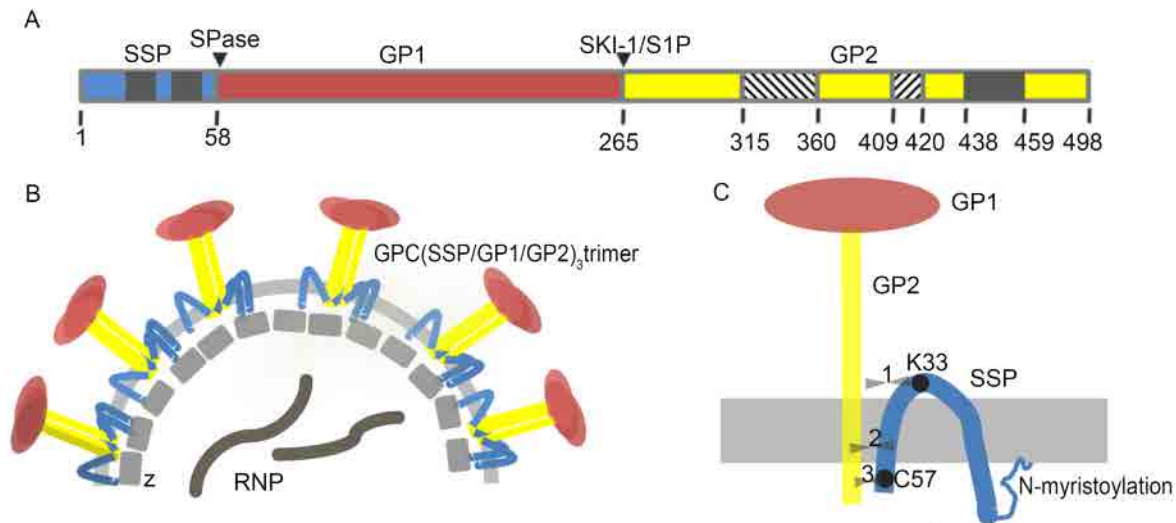 A
SSP
SPase
GP1
SKI-1/S1P
GP2
1
58
265
315
360
409
420
438
459
498
B
GPC(SSP/GP1/GP2)3trimer
RNP
z
C
GP1
GP2
1
K33
SSP
2
3
C57
N-myristoylation